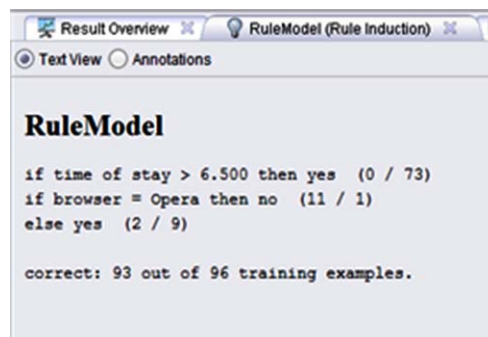 Result Overview RuleModel (Rule Induction)
Text View Annotations
RuleModel
if time of stay > 6.500 then yes (0 / 73)
if browser = Opera then no (11 / 1)
else yes (2 / 9)
correct: 93 out of 96 training examples.